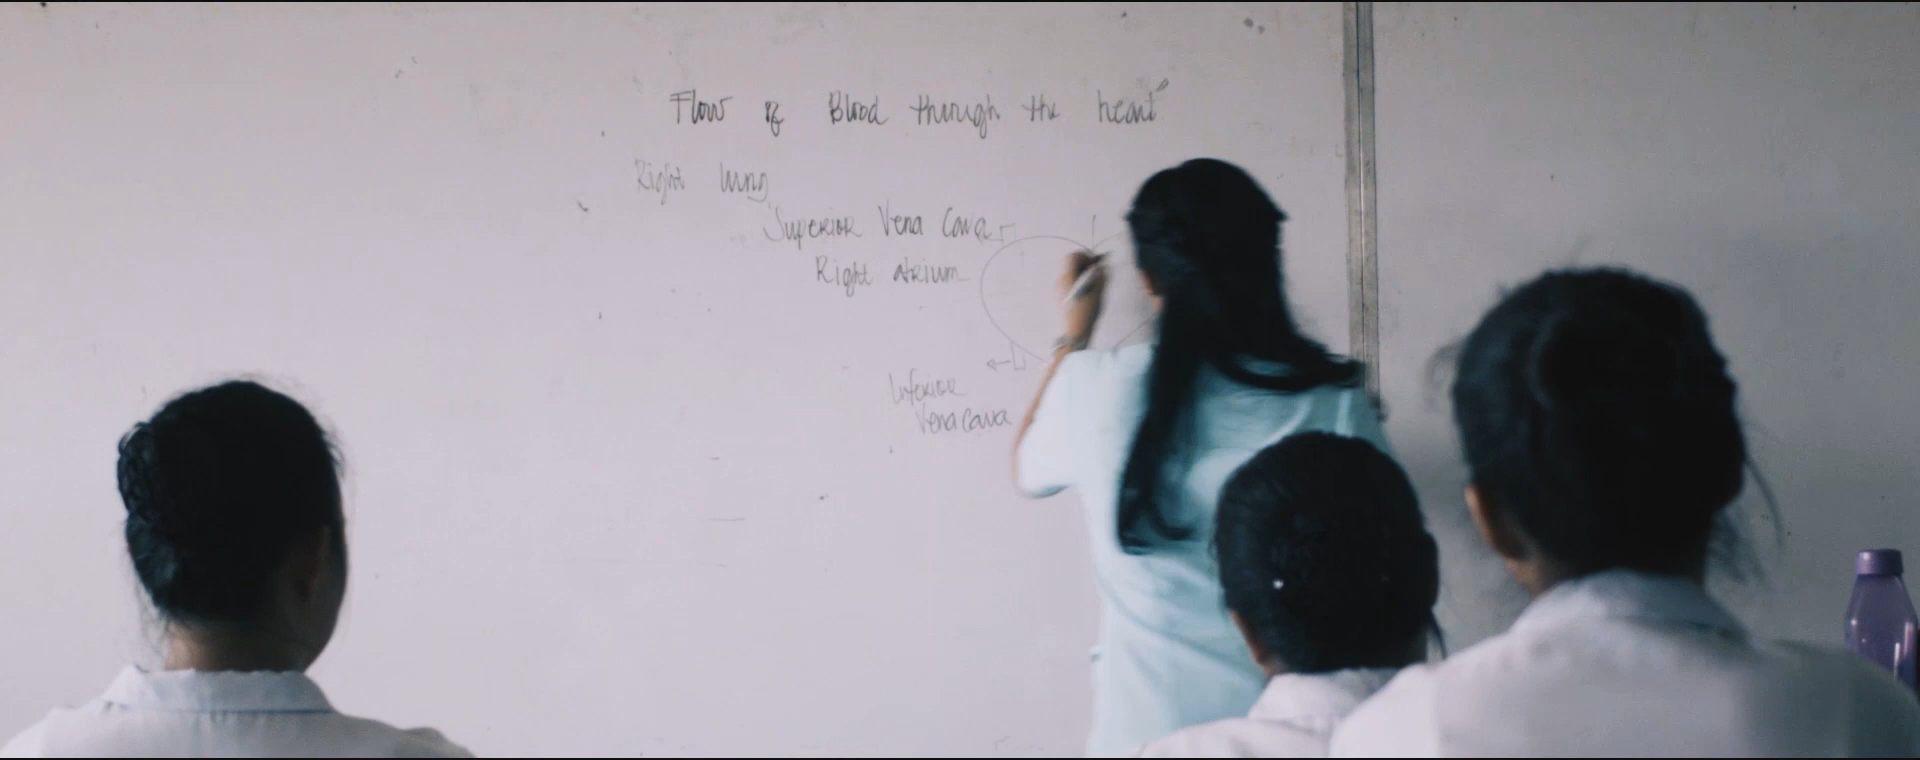 Flow of Blood through the heart
Right lung
Superior Vena Cava
Right atrium
Inferior
Vena cava